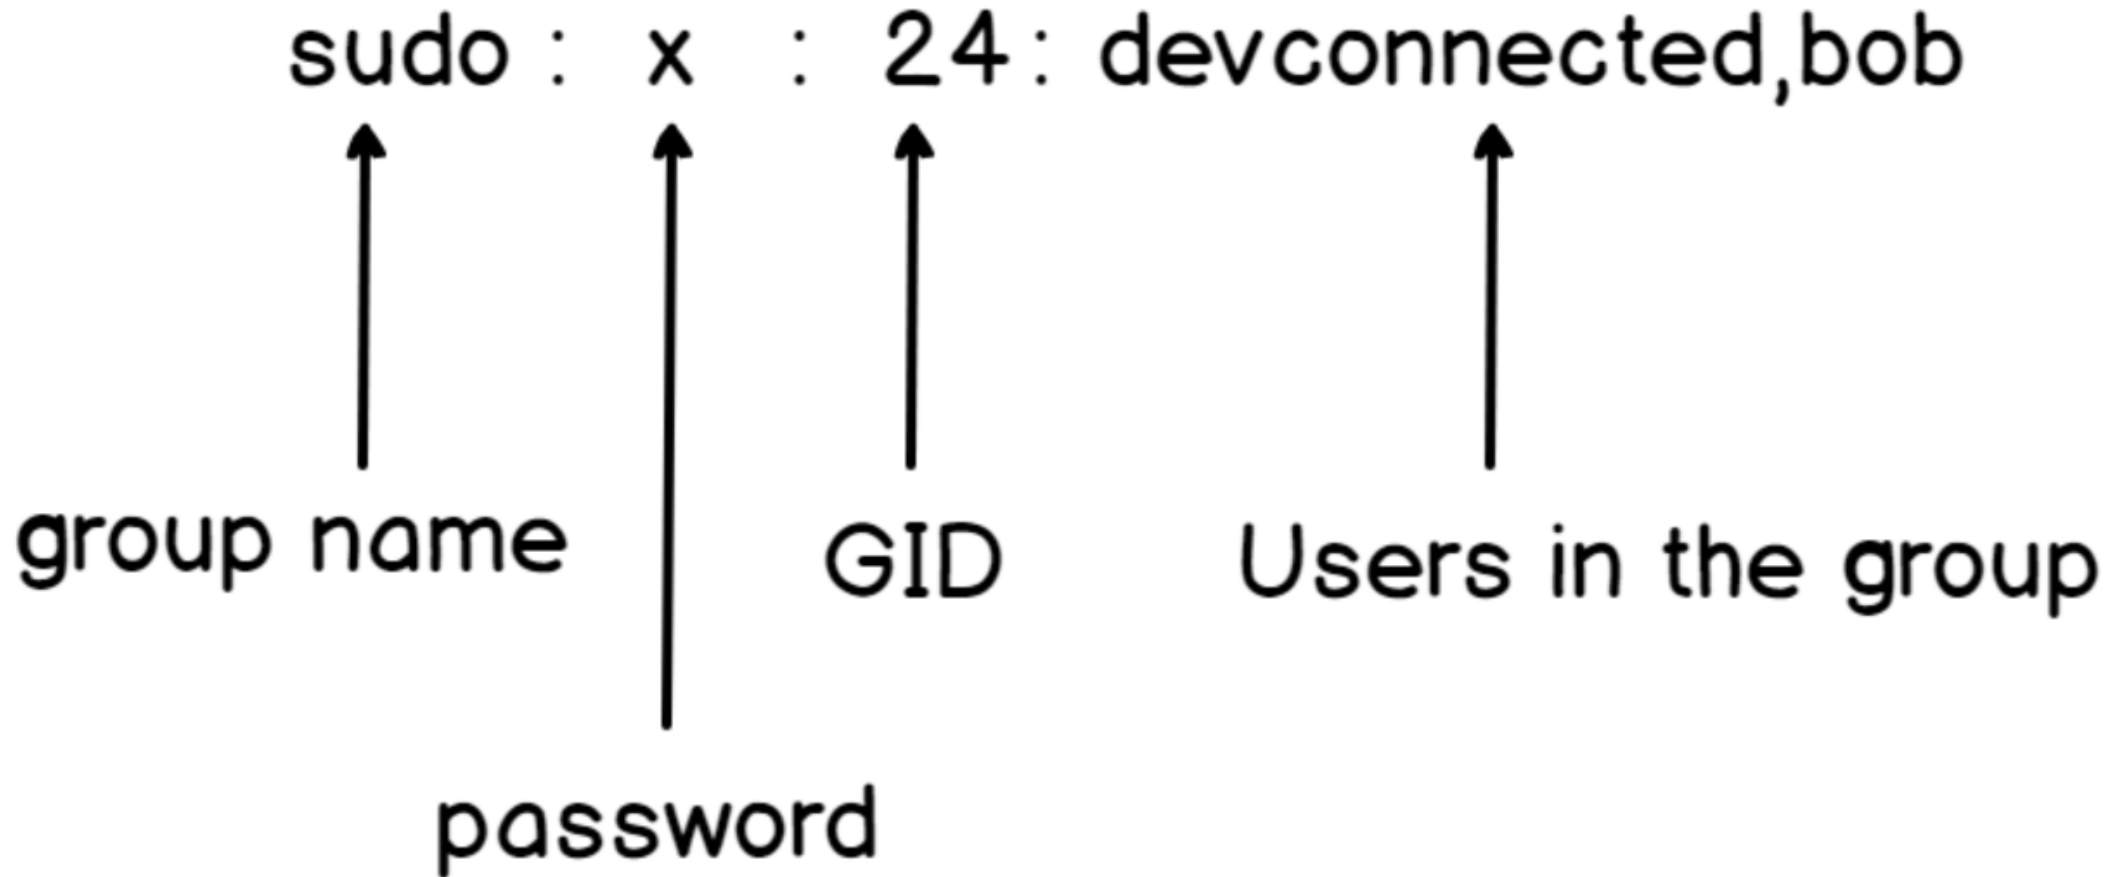 sudo : x : 24 : devconnected,bob
group name
GID
Users in the group
password